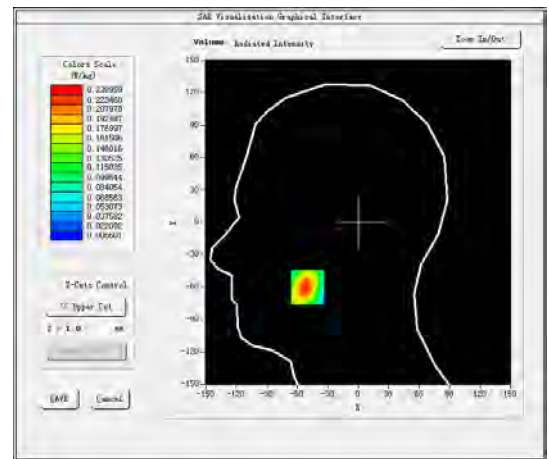 SAR Visualisation Graphical Interface
Volume Radiated Intensity
Zoom In/Out
Colors Scale
(W/kg)
0.238959
0.223468
0.207978
0.192487
0.176997
0.161506
0.146016
0.130525
0.115035
0.099544
0.084054
0.068563
0.053073
0.037582
0.022092
0.006601
150
120
90
60
30
0
-30
-60
-90
-120
-150
Y
-150 -120 -90 -60 -30 0 30 60 90 120 150
X
Z-Cuts Control
Upper Cut
Z = 1.0 mm
SAVE Cancel